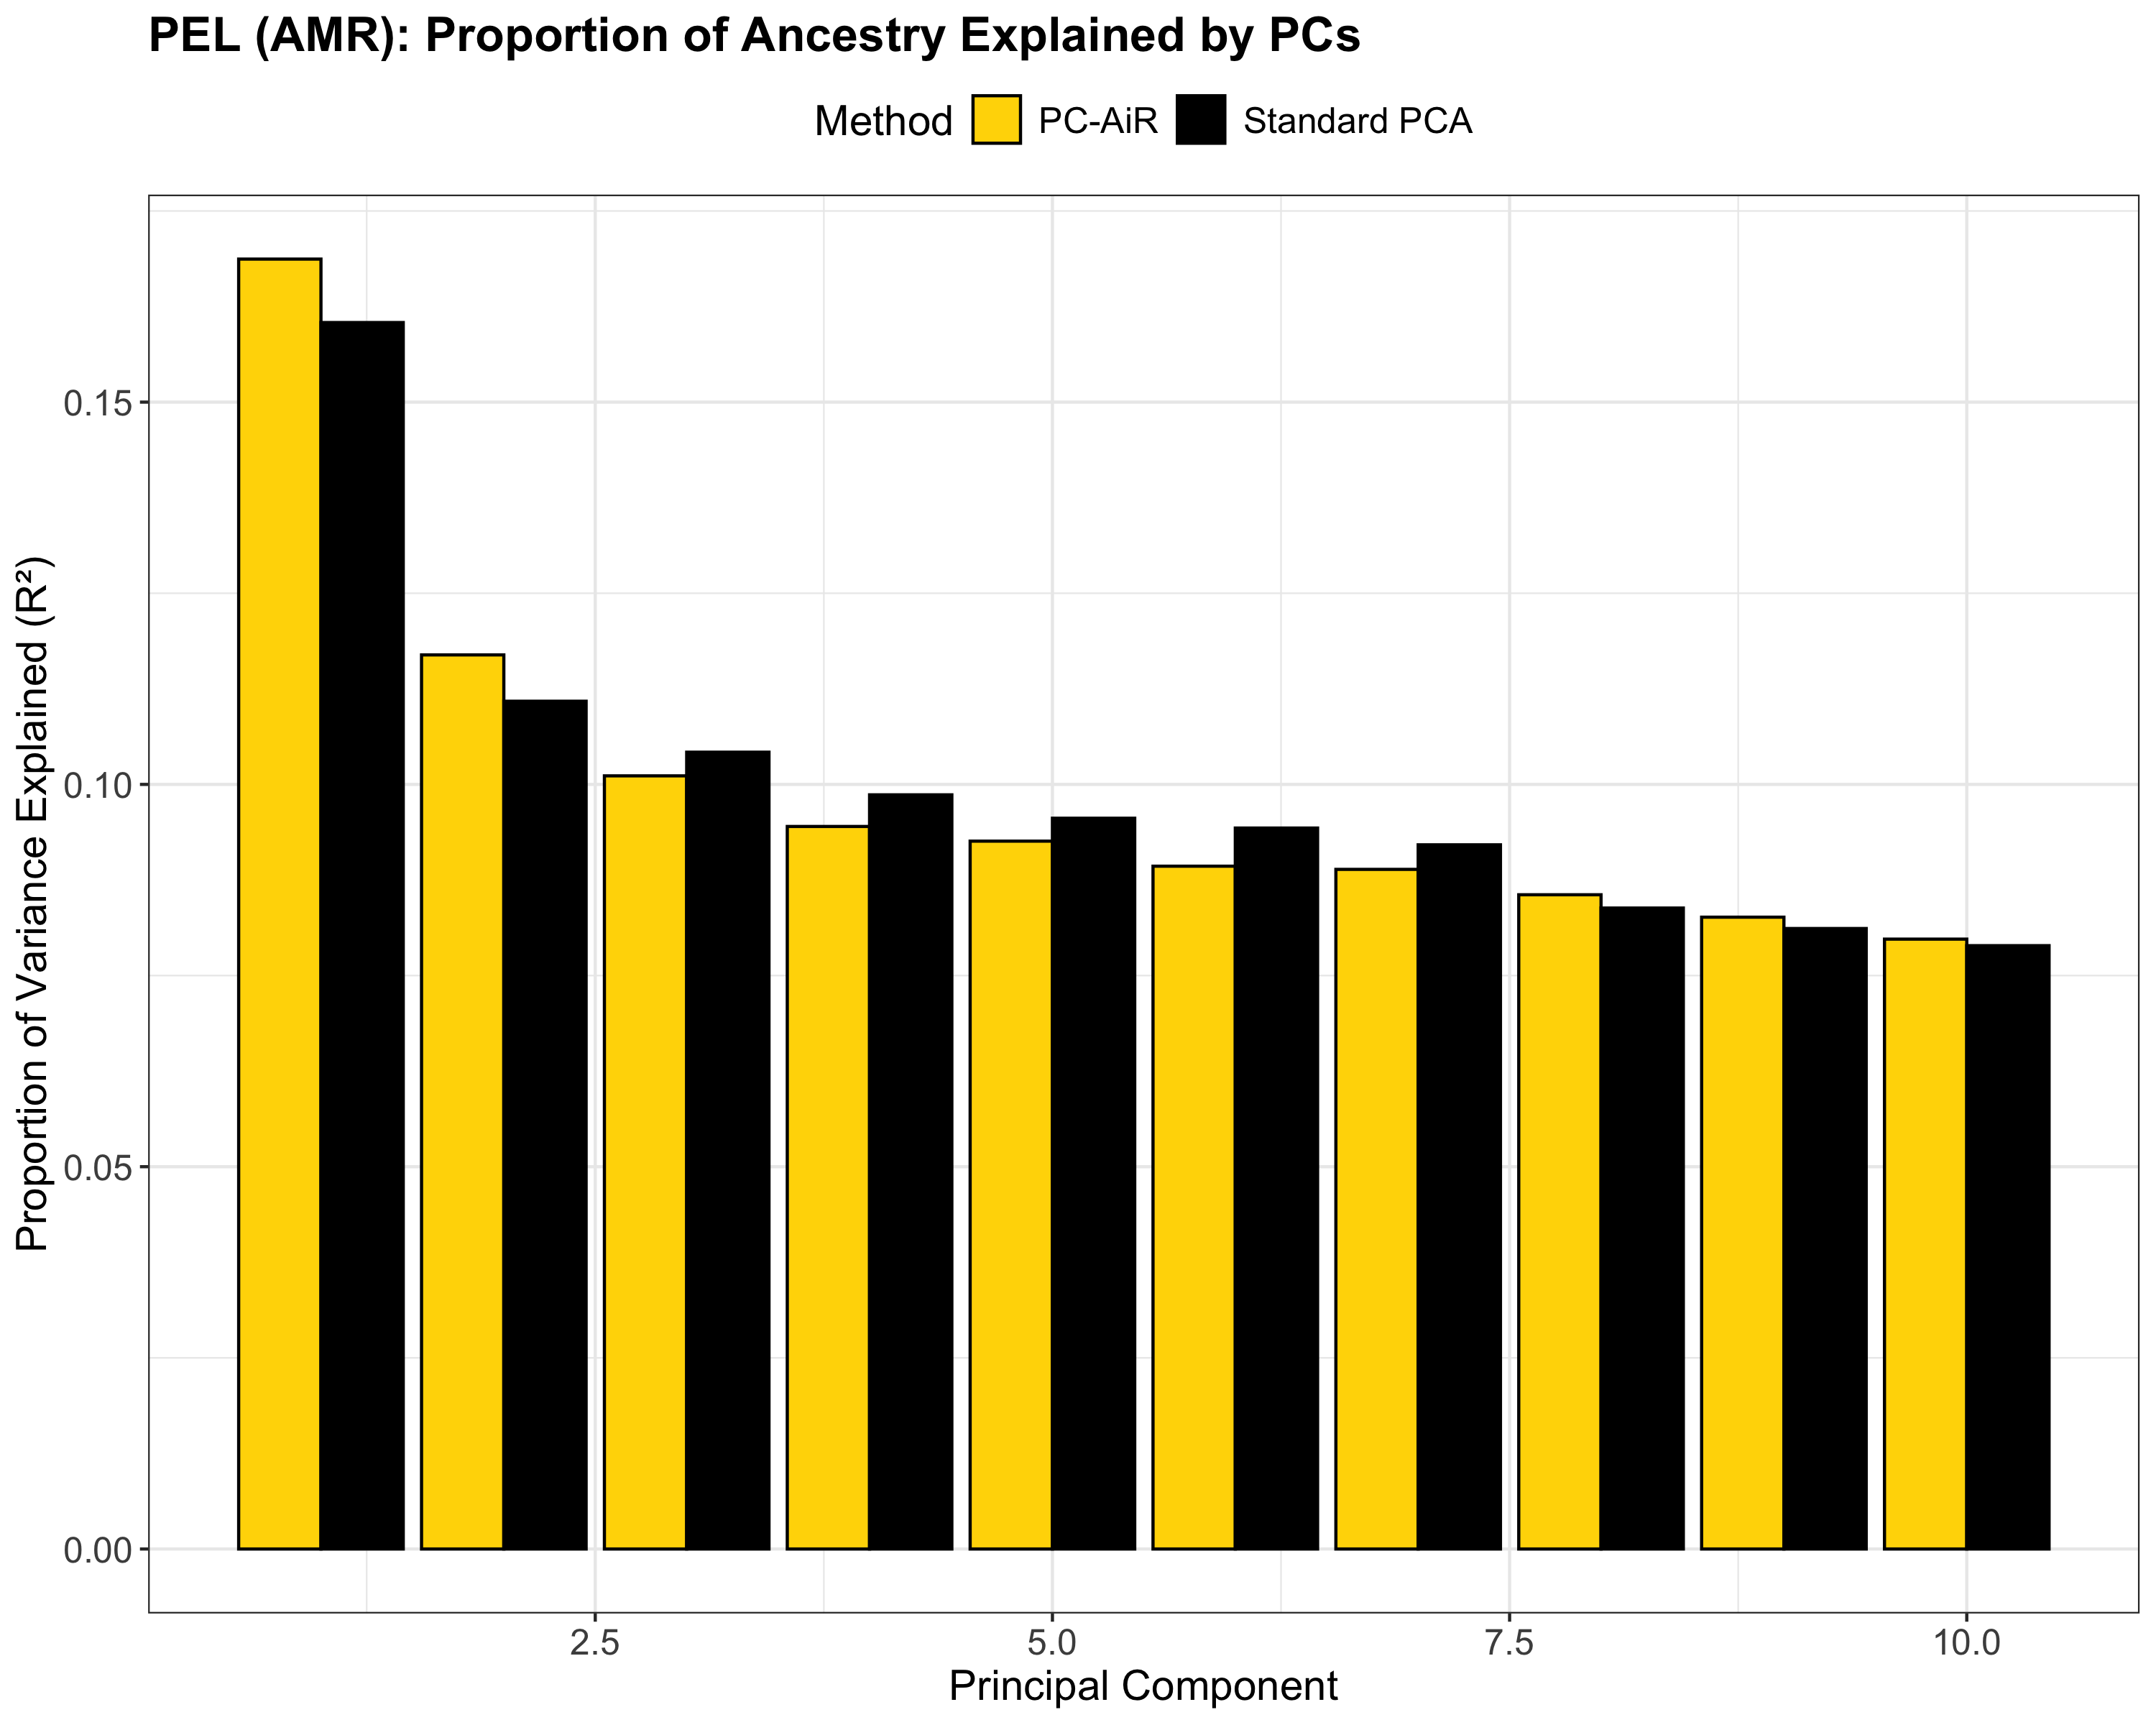 PEL (AMR): Proportion of Ancestry Explained by PCs
Method PC-AiR Standard PCA
Proportion of Variance Explained (R²)
0.15
0.10
0.05
0.00
2.5 5.0 7.5 10.0
Principal Component